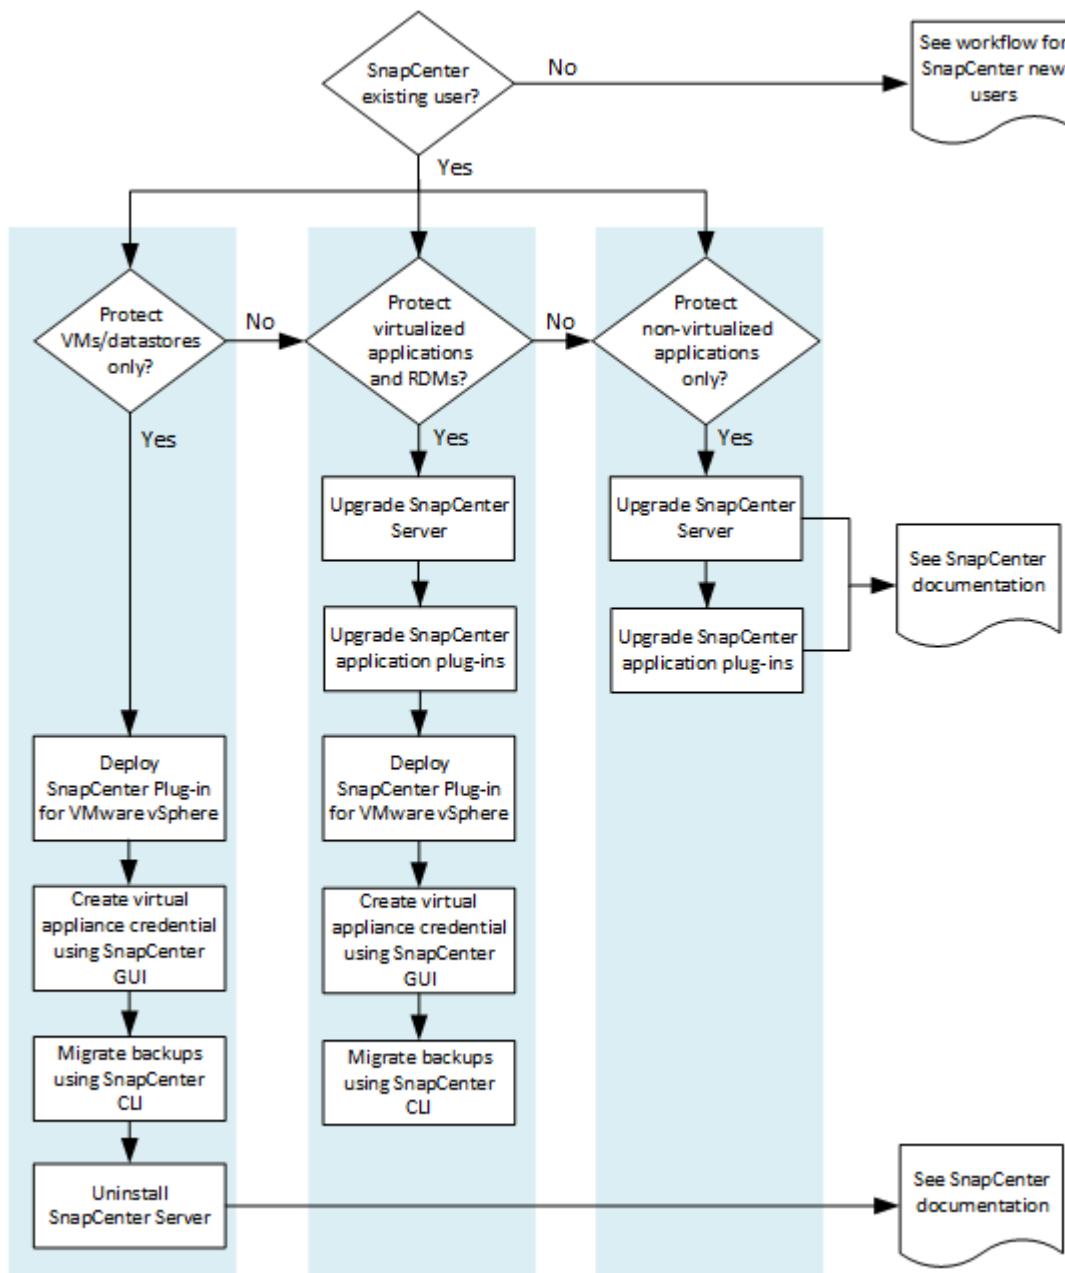 SnapCenter
existing user?
No
See workflow for
SnapCenter new
users
Yes
Protect
VMs/datastores
only?
No
Protect
virtualized
applications
and RDMs?
No
Protect
non-virtualized
applications
only?
Yes
Yes
Yes
Upgrade SnapCenter
Server
Upgrade SnapCenter
Server
See SnapCenter
documentation
Upgrade SnapCenter
application plug-ins
Upgrade SnapCenter
application plug-ins
Deploy
SnapCenter Plug-in
for VMware vSphere
Deploy
SnapCenter Plug-in
for VMware vSphere
Create virtual
appliance credential
using SnapCenter
GUI
Create virtual
appliance credential
using SnapCenter
GUI
Migrate backups
using SnapCenter
CLI
Migrate backups
using SnapCenter
CLI
Uninstall
SnapCenter Server
See SnapCenter
documentation